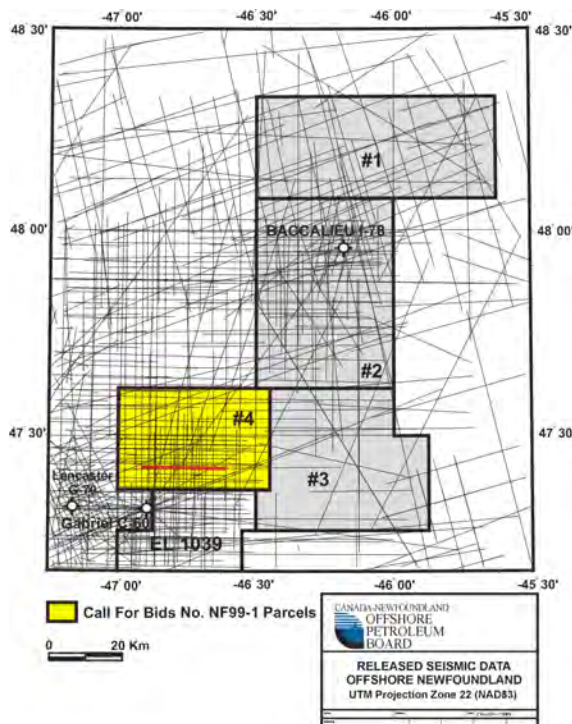 -47 00'
-46 30'
-46 00'
-45 30'
48 30'
48 30'
#1
48 00'
48 00'
BACCALIEU I-78
#2
#4
47 30'
47 30'
#3
Lancaster
G-70
Gabriel C-60
EL 1039
-47 00'
-46 30'
-46 00'
-45 30'
Call For Bids No. NF99-1 Parcels
0 20 Km
CANADA-NEWFOUNDLAND
OFFSHORE
PETROLEUM
BOARD
RELEASED SEISMIC DATA
OFFSHORE NEWFOUNDLAND
UTM Projection Zone 22 (NAD83)